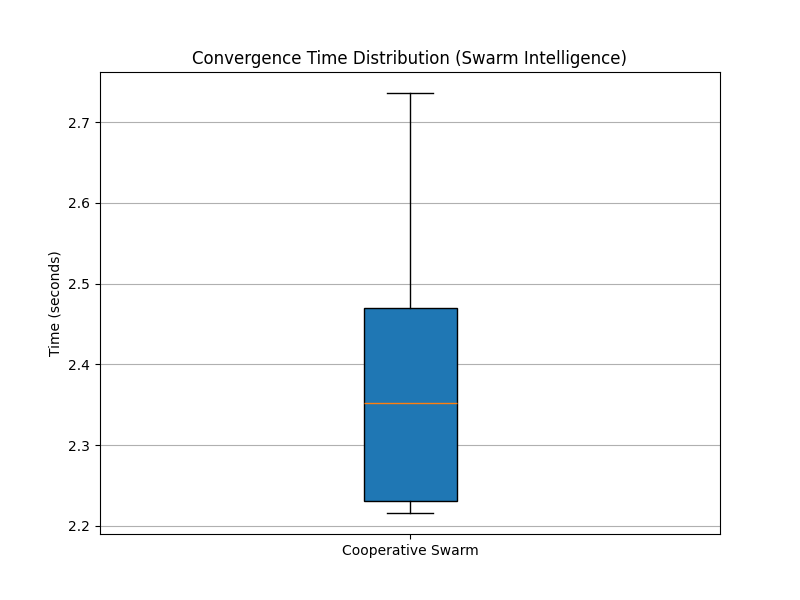 Convergence Time Distribution (Swarm Intelligence)
2.7
2.6
2.5
2.4
2.3
2.2
Time (seconds)
Cooperative Swarm